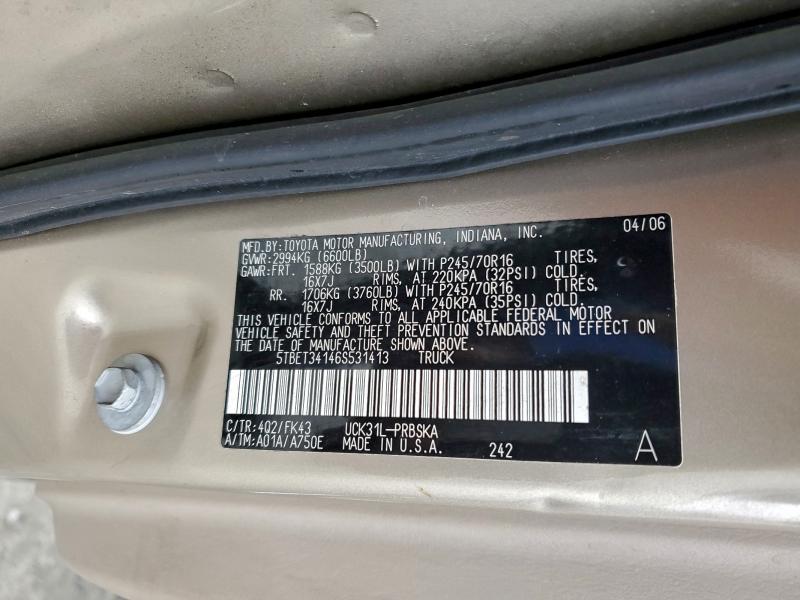 MFD.BY:TOYOTA MOTOR MANUFACTURING, INDIANA, INC. 04/06
GVWR:2994KG (6600LB)
GAWR:FRT. 1588KG (3500LB) WITH P245/70R16 TIRES,
16X7J RIMS, AT 220KPA (32PSI) COLD.
RR. 1706KG (3760LB) WITH P245/70R16 TIRES,
16X7J RIMS, AT 240KPA (35PSI) COLD.
THIS VEHICLE CONFORMS TO ALL APPLICABLE FEDERAL MOTOR
VEHICLE SAFETY AND THEFT PREVENTION STANDARDS IN EFFECT ON
THE DATE OF MANUFACTURE SHOWN ABOVE.
5TBET34146S531413 TRUCK
C/TR:4Q2/FK43 UCK31L-PRBSKA
A/TM:A01A/A750E MADE IN U.S.A. 242 A